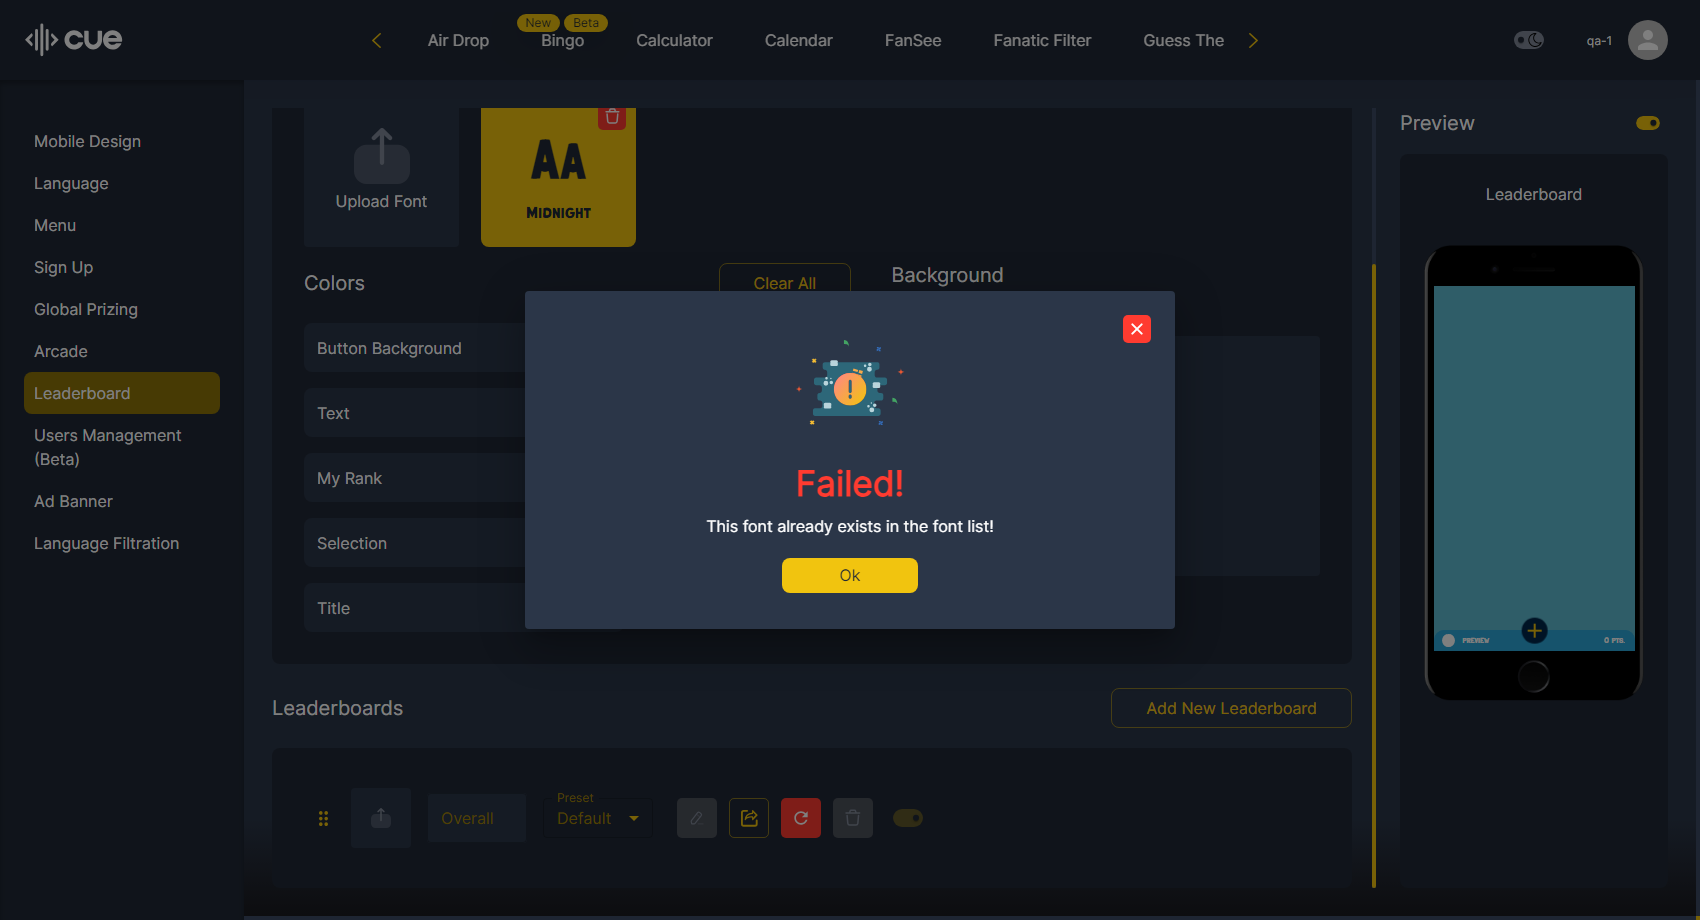 cue
Air Drop
New
Beta
Bingo
Calculator
Calendar
FanSee
Fanatic Filter
Guess The
qa-1
Mobile Design
Language
Menu
Sign Up
Global Prizing
Arcade
Leaderboard
Users Management
(Beta)
Ad Banner
Language Filtration
Upload Font
AA
MIDNIGHT
Colors
Clear All
Background
Button Background
Text
My Rank
Selection
Title
Failed!
This font already exists in the font list!
Ok
Preview
Leaderboard
PREVIEW
0 PTS.
Leaderboards
Add New Leaderboard
Overall
Preset
Default